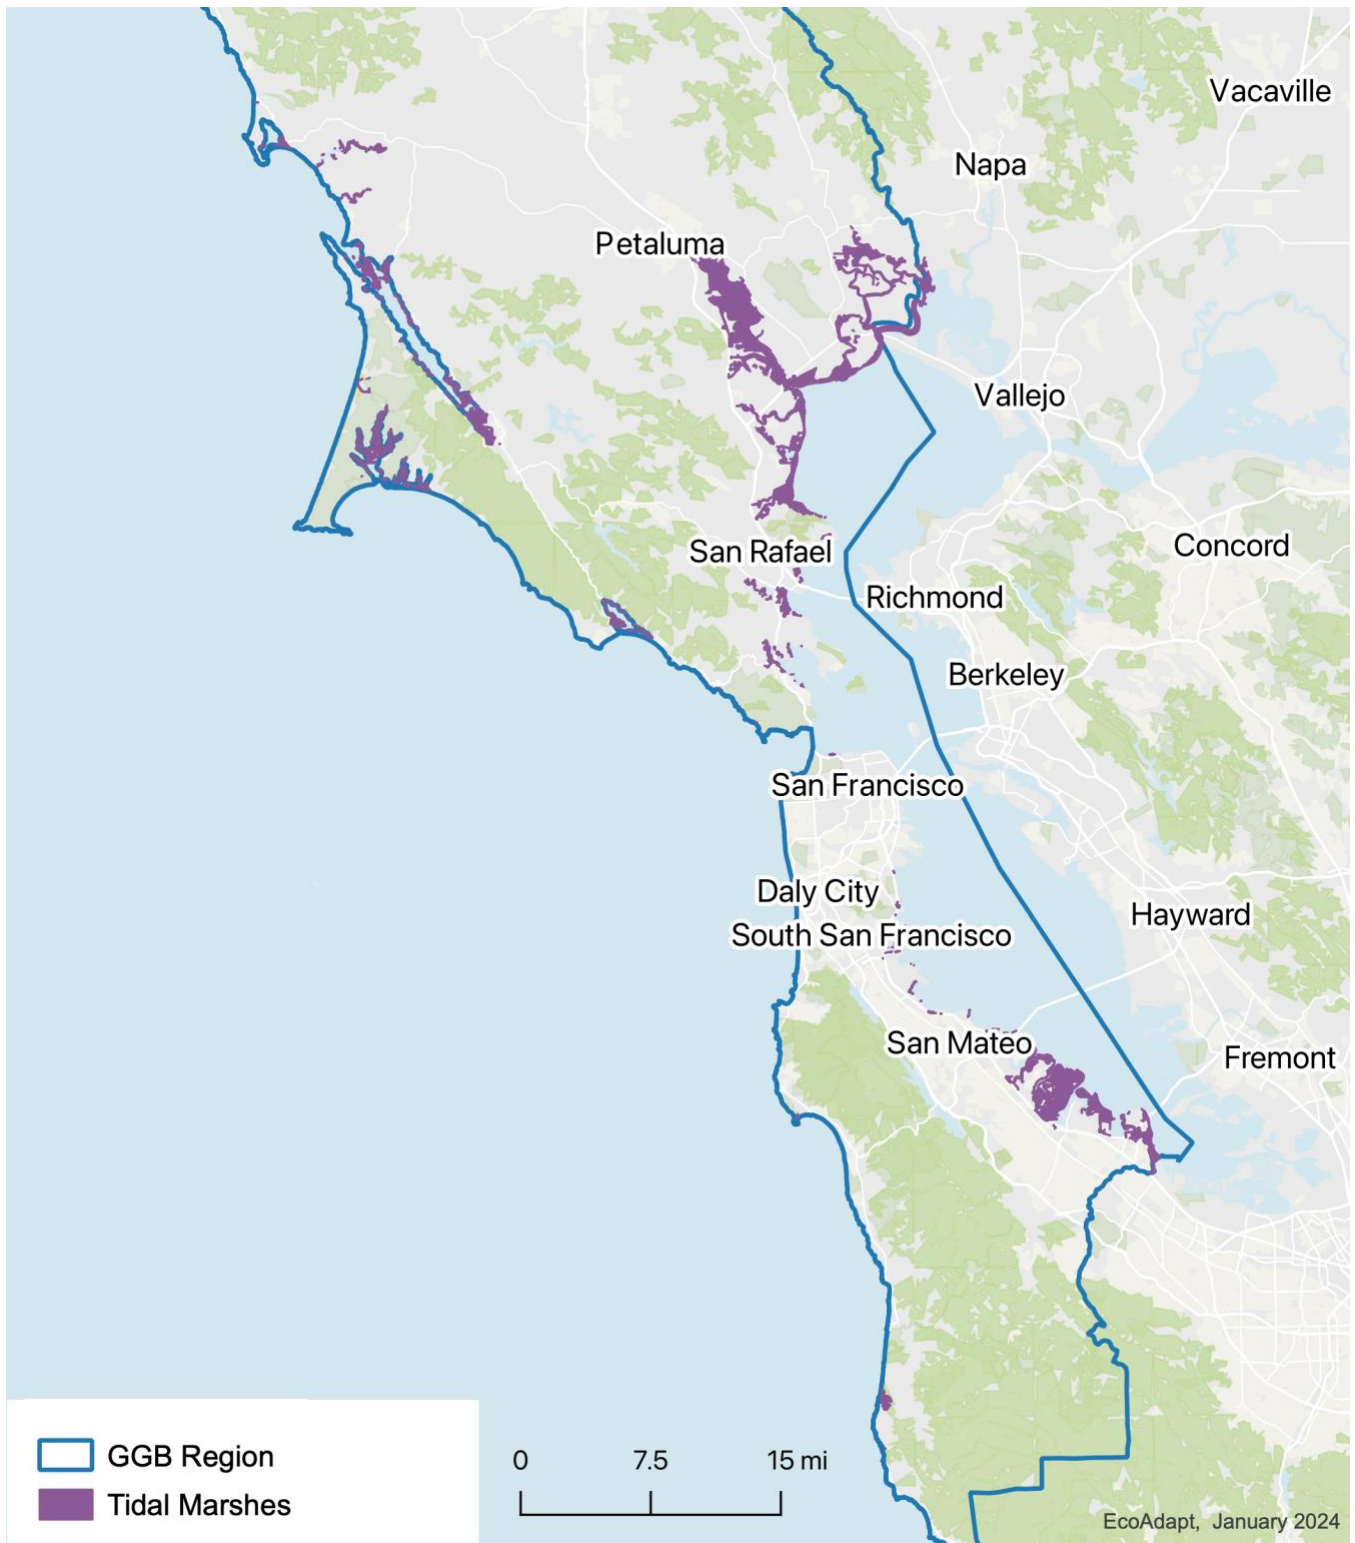 Vacaville
Napa
Petaluma
Vallejo
Concord
San Rafael
Richmond
Berkeley
San Francisco
Daly City
Hayward
South San Francisco
San Mateo
Fremont
GGB Region
Tidal Marshes
0 7.5 15 mi
EcoAdapt, January 2024